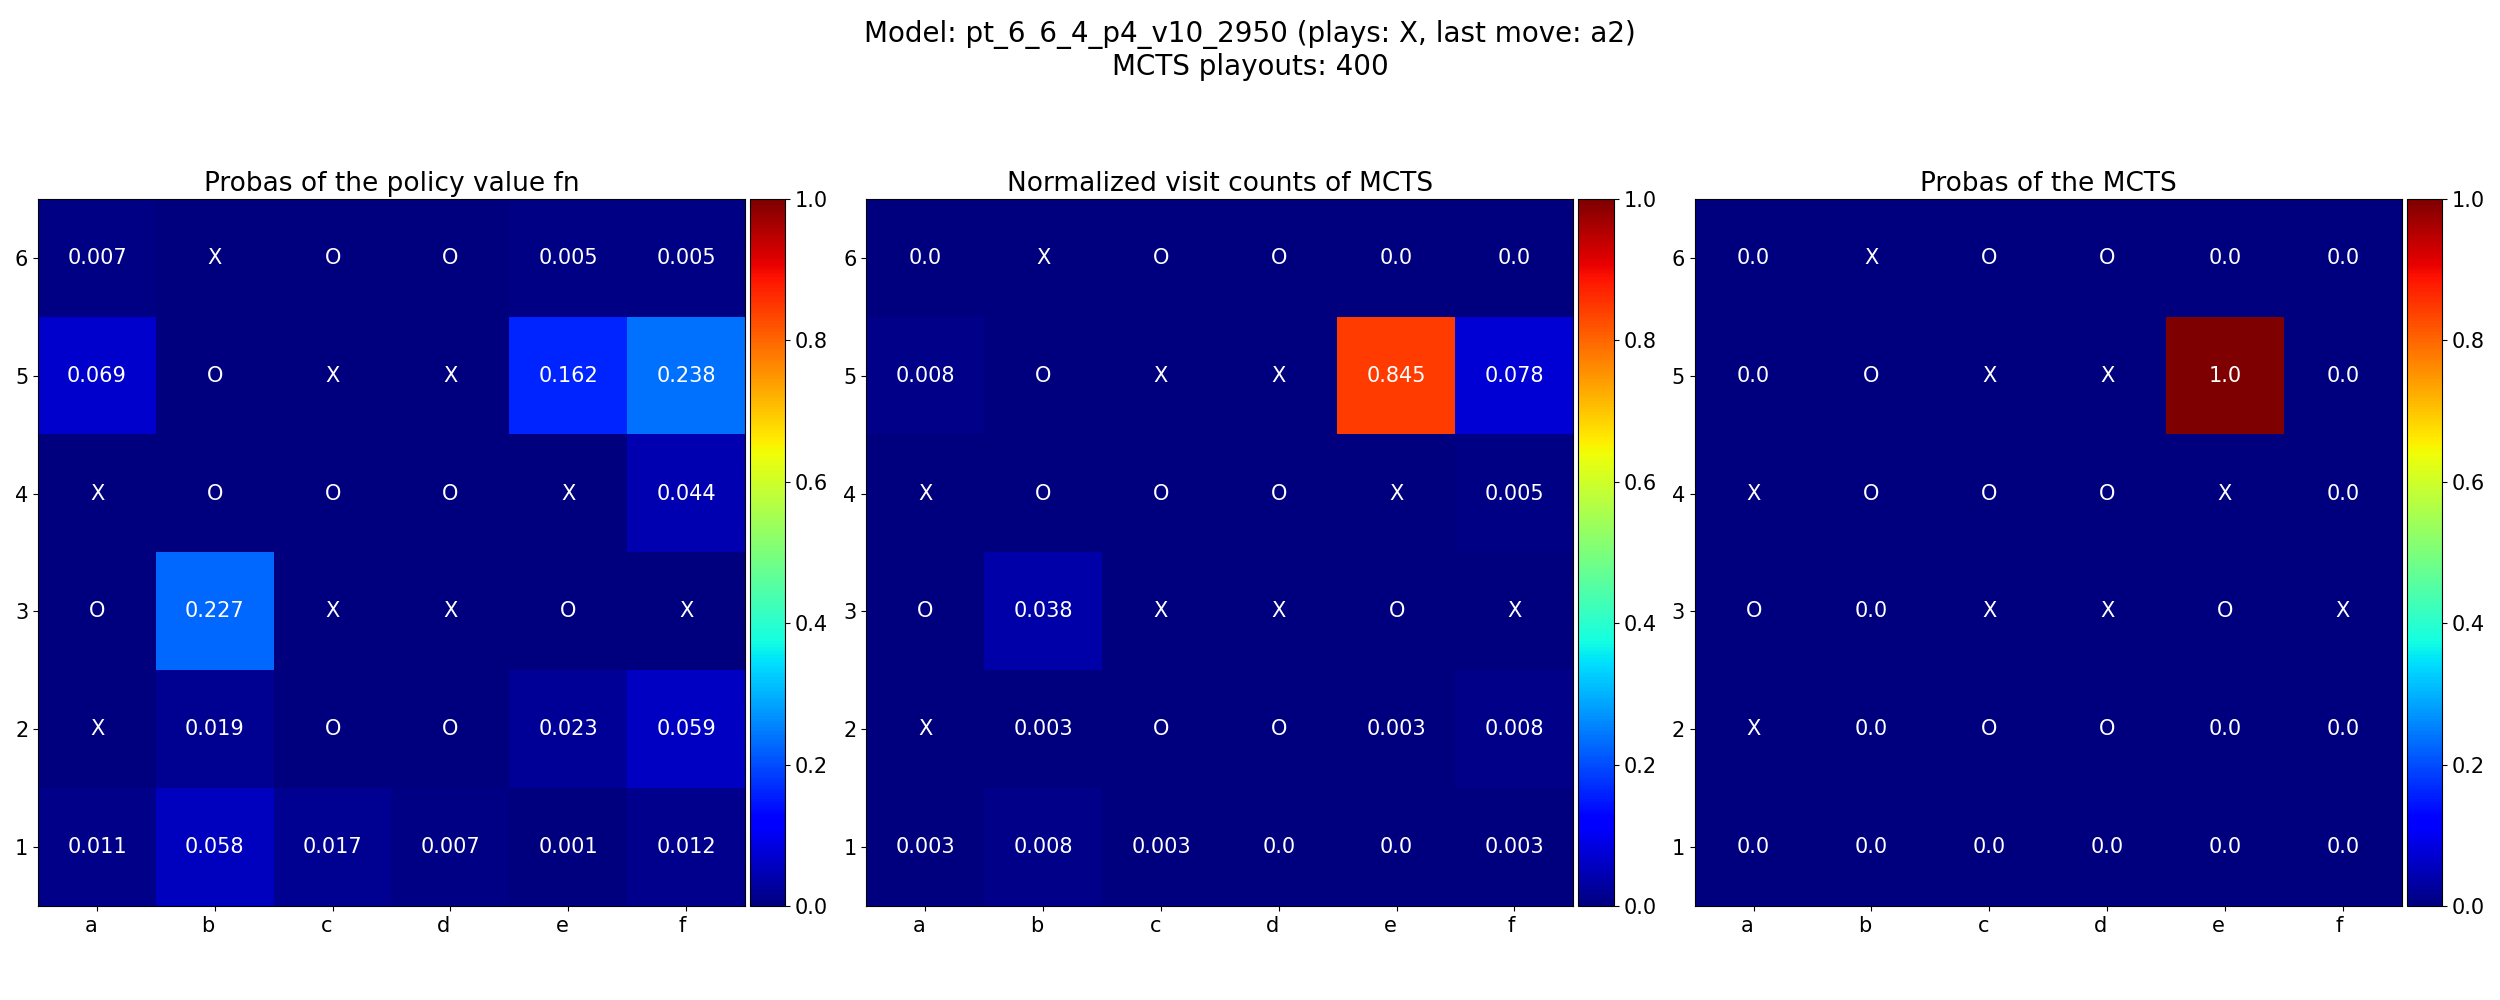 Model: pt_6_6_4_p4_v10_2950 (plays: X, last move: a2)
MCTS playouts: 400
Probas of the policy value fn
6 0.007 X O O 0.005 0.005
5 0.069 O X X 0.162 0.238
4 X O O O X 0.044
3 O 0.227 X X O X
2 X 0.019 O O 0.023 0.059
1 0.011 0.058 0.017 0.007 0.001 0.012
a b c d e f
1.0
0.8
0.6
0.4
0.2
0.0
Normalized visit counts of MCTS
6 0.0 X O O 0.0 0.0
5 0.008 O X X 0.845 0.078
4 X O O O X 0.005
3 O 0.038 X X O X
2 X 0.003 O O 0.003 0.008
1 0.003 0.008 0.003 0.0 0.0 0.003
a b c d e f
1.0
0.8
0.6
0.4
0.2
0.0
Probas of the MCTS
6 0.0 X O O 0.0 0.0
5 0.0 O X X 1.0 0.0
4 X O O O X 0.0
3 O 0.0 X X O X
2 X 0.0 O O 0.0 0.0
1 0.0 0.0 0.0 0.0 0.0 0.0
a b c d e f
1.0
0.8
0.6
0.4
0.2
0.0